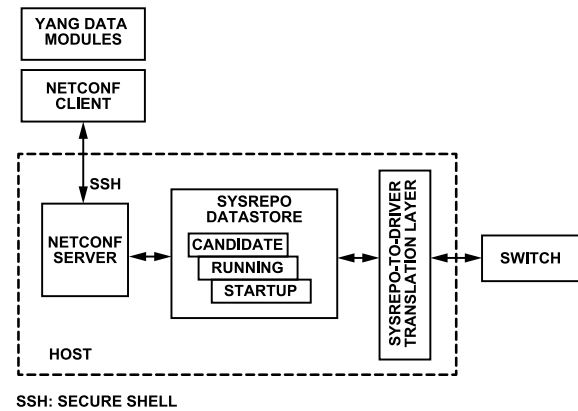 YANG DATA
MODULES
NETCONF
CLIENT
SSH
NETCONF
SERVER
SYSREPO
DATASTORE
CANDIDATE
RUNNING
STARTUP
SYSREPO-TO-DRIVER
TRANSLATION LAYER
SWITCH
HOST
SSH: SECURE SHELL